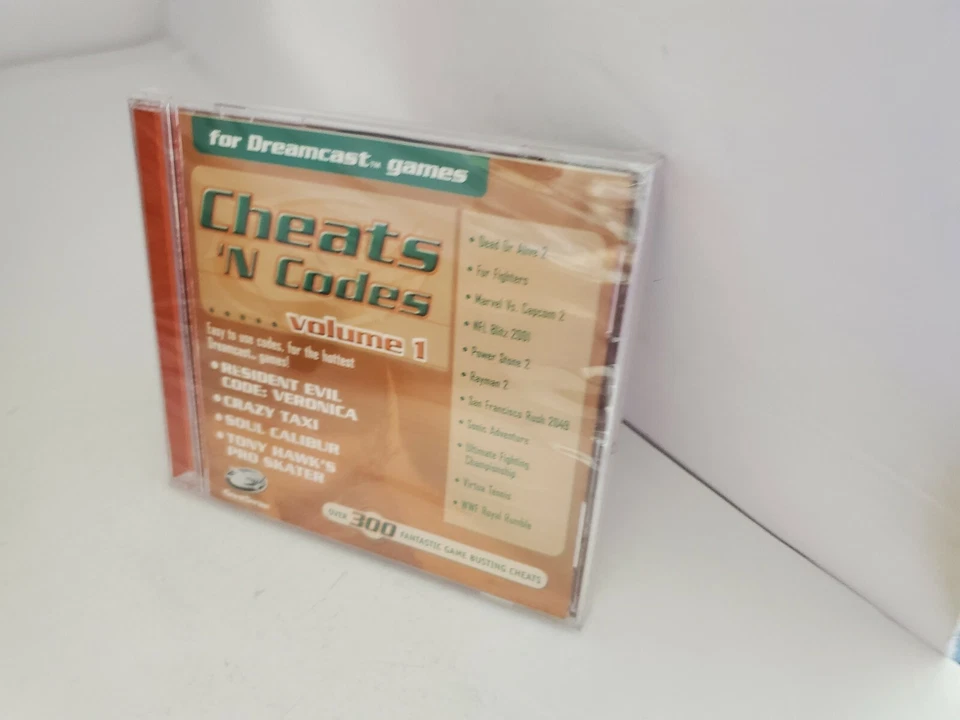 for Dreamcast™ games
Cheats
'N Codes
volume 1
Easy to use codes, for the hottest
Dreamcast™ games!
• RESIDENT EVIL
CODE: VERONICA
• CRAZY TAXI
• SOUL CALIBUR
• TONY HAWK'S
PRO SKATER
• Dead Or Alive 2
• Fur Fighters
• Marvel Vs. Capcom 2
• NFL Blitz 2001
• Power Stone 2
• Rayman 2
• San Francisco Rush 2049
• Sonic Adventure
• Ultimate Fighting
Championship
• Virtua Tennis
• WWF Royal Rumble
OVER 300 FANTASTIC GAME BUSTING CHEATS